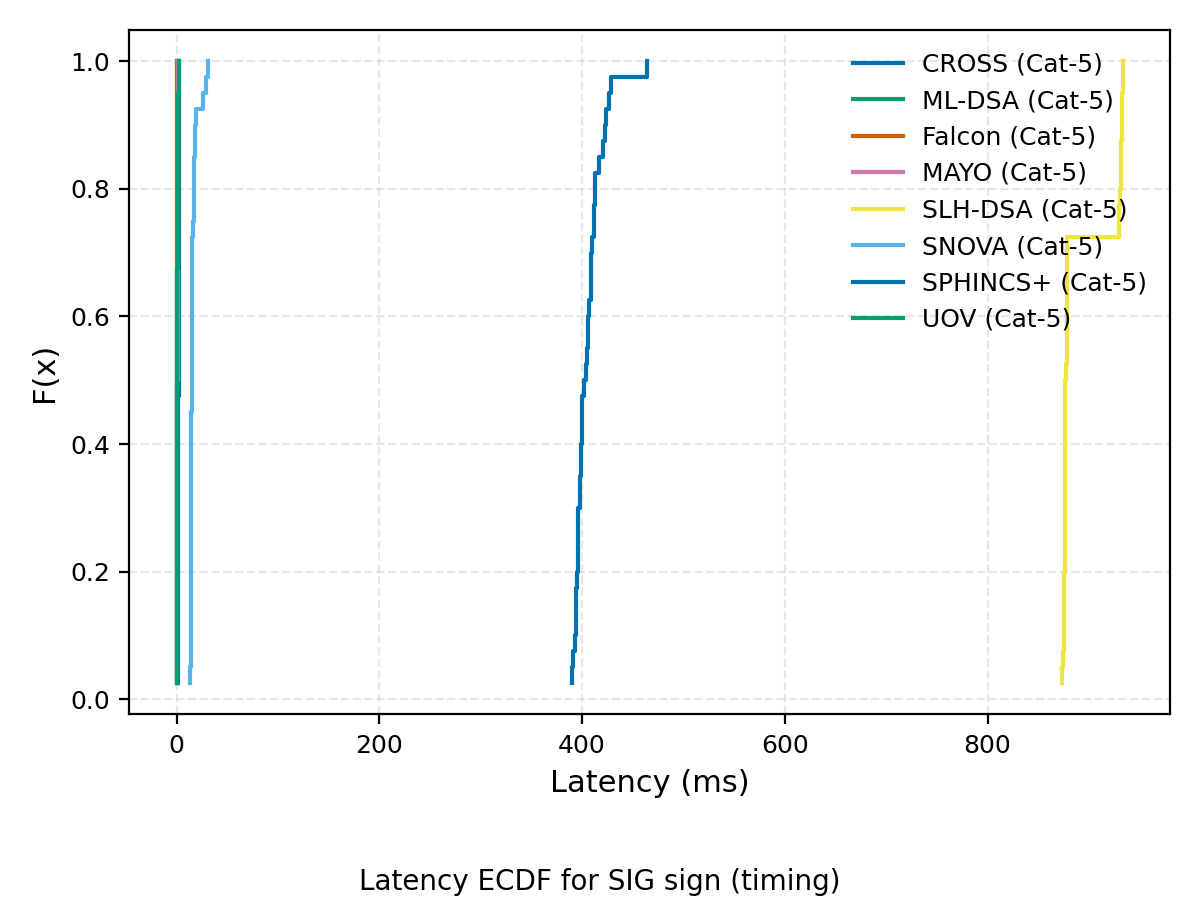 1.0
0.8
0.6
0.4
0.2
0.0
F(x)
CROSS (Cat-5)
ML-DSA (Cat-5)
Falcon (Cat-5)
MAYO (Cat-5)
SLH-DSA (Cat-5)
SNOVA (Cat-5)
SPHINCS+ (Cat-5)
UOV (Cat-5)
0 200 400 600 800
Latency (ms)
Latency ECDF for SIG sign (timing)